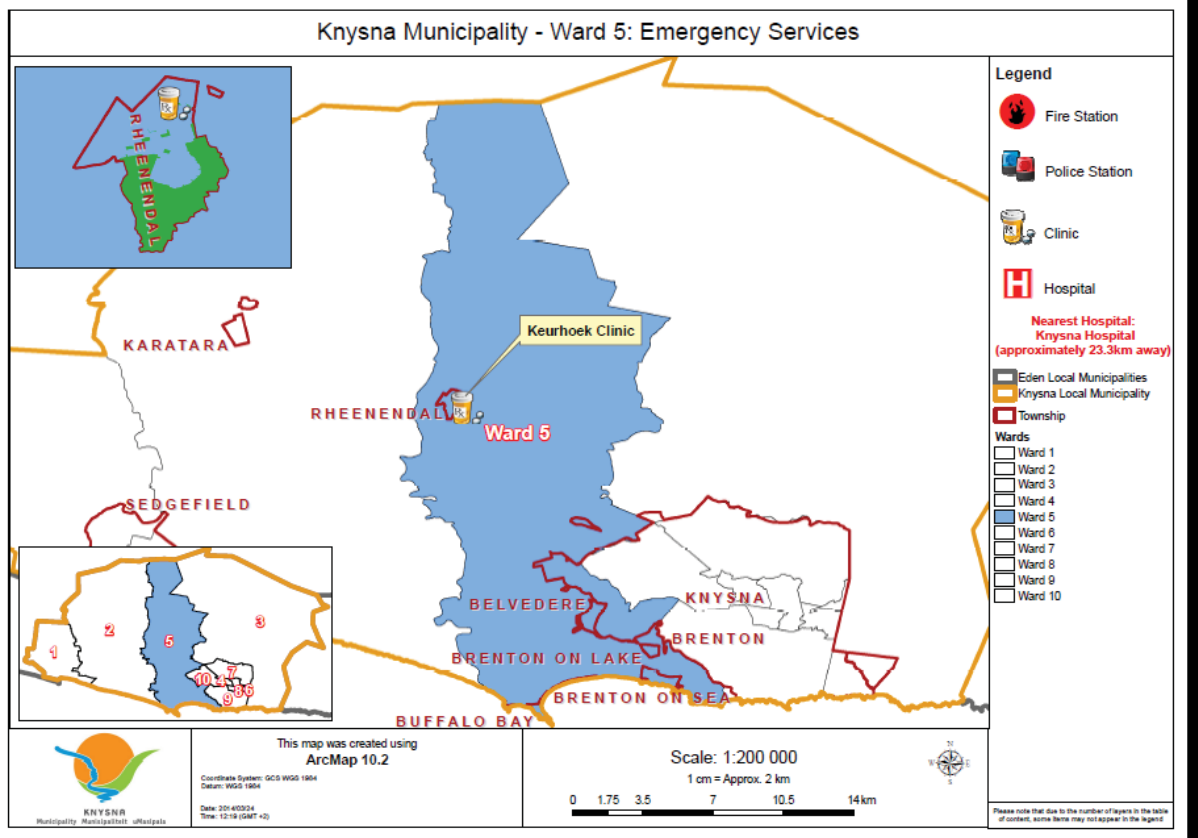 Knysna Municipality - Ward 5: Emergency Services
RHEENENDAL
KARATARA
Keurhoek Clinic
RHEENENDAL
Ward 5
SEDGEFIELD
BELVEDERE
KNYSNA
BRENTON
BRENTON ON LAKE
BRENTON ON SEA
BUFFALO BAY
1
2
5
3
10
4
7
8
6
9
Legend
Fire Station
Police Station
Clinic
H
Hospital
Nearest Hospital:
Knysna Hospital
(approximately 23.3km away)
Eden Local Municipalities
Knysna Local Municipality
Township
Wards
Ward 1
Ward 2
Ward 3
Ward 4
Ward 5
Ward 6
Ward 7
Ward 8
Ward 9
Ward 10
KNYSNA
Municipality Munisipaliteit uMasipala
This map was created using
ArcMap 10.2
Coordinate System: GCS WGS 1984
Datum: WGS 1984
Date: 2014/03/24
Time: 12:19 (GMT +2)
Scale: 1:200 000
1 cm = Approx. 2 km
0 1.75 3.5 7 10.5 14 km
N
W E
S
Please note that due to the number of layers in the table
of content, some items may not appear in the legend